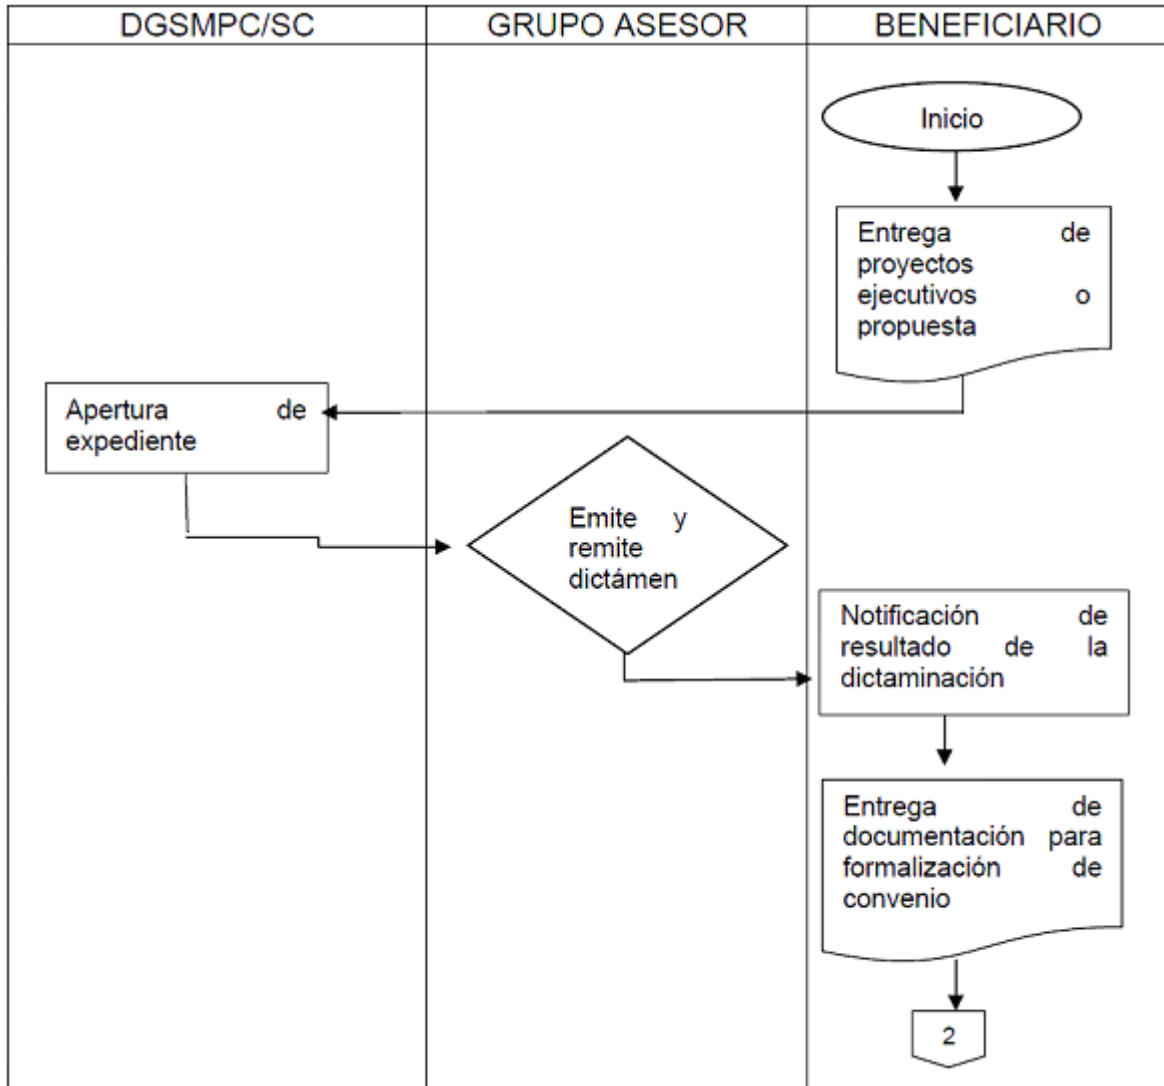 DGSMPC/SC
GRUPO ASESOR
BENEFICIARIO
Inicio
Entrega de
proyectos
ejecutivos o
propuesta
Apertura de
expediente
Emite y
remite
dictámen
Notificación de
resultado de la
dictaminación
Entrega de
documentación para
formalización de
convenio
2